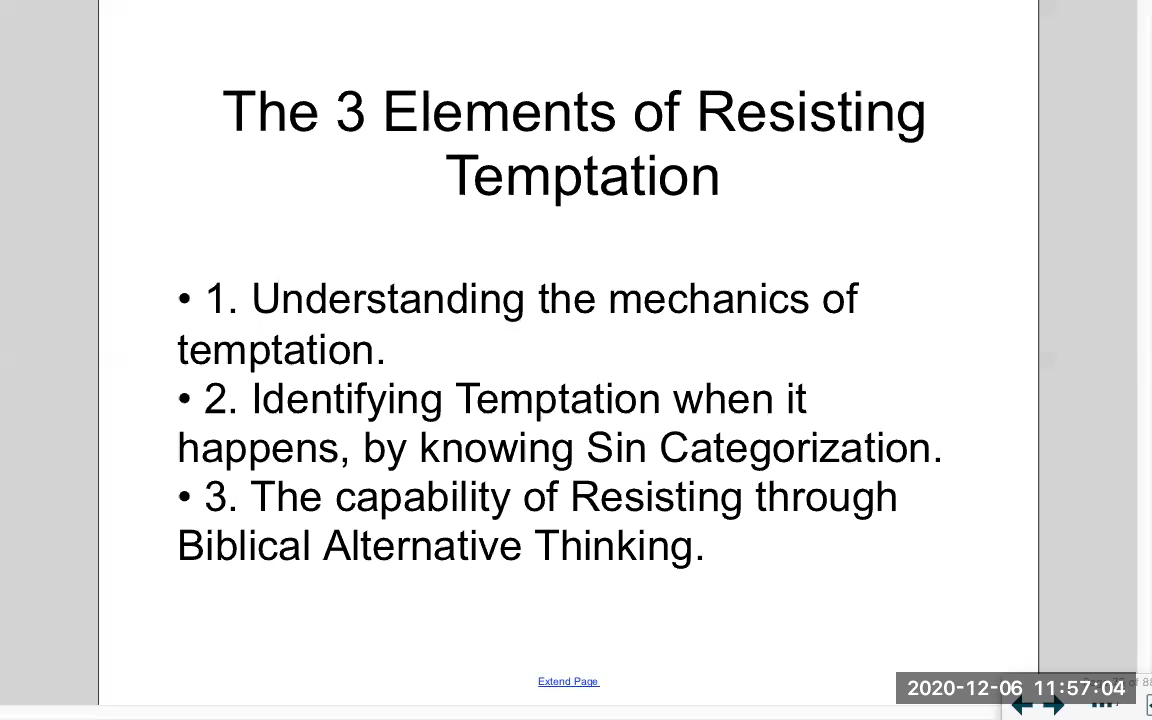 The 3 Elements of Resisting
Temptation
• 1. Understanding the mechanics of
temptation.
• 2. Identifying Temptation when it
happens, by knowing Sin Categorization.
• 3. The capability of Resisting through
Biblical Alternative Thinking.
Extend Page
2020-12-06 11:57:04